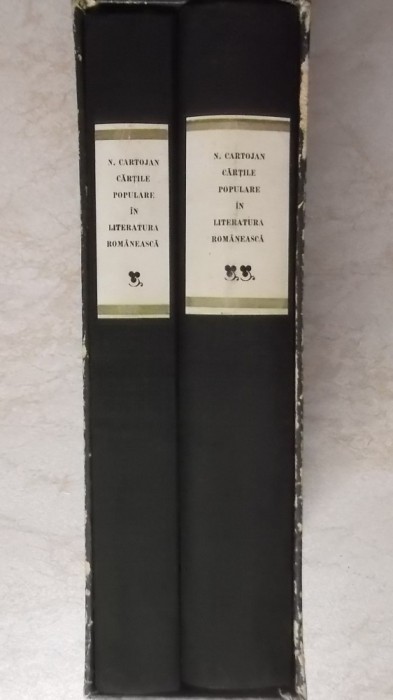 N. CARTOJAN
CĂRȚILE
POPULARE
ÎN
LITERATURA
ROMÂNEASCĂ
N. CARTOJAN
CĂRȚILE
POPULARE
ÎN
LITERATURA
ROMÂNEASCĂ